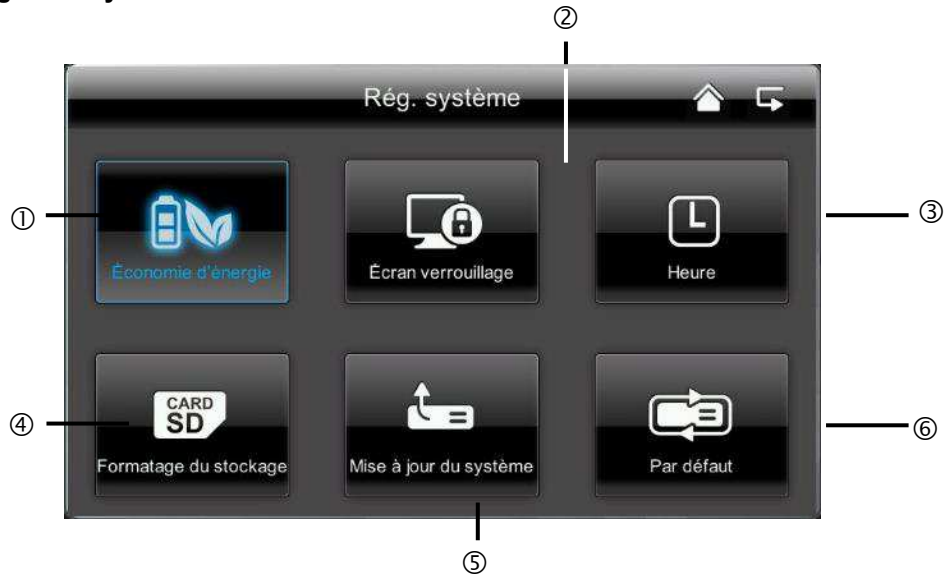 ②
Rég. système
①
③
Économie d'énergie
Écran verrouillage
Heure
CARD
SD
④
⑥
Formatage du stockage
Mise à jour du système
Par défaut
⑤